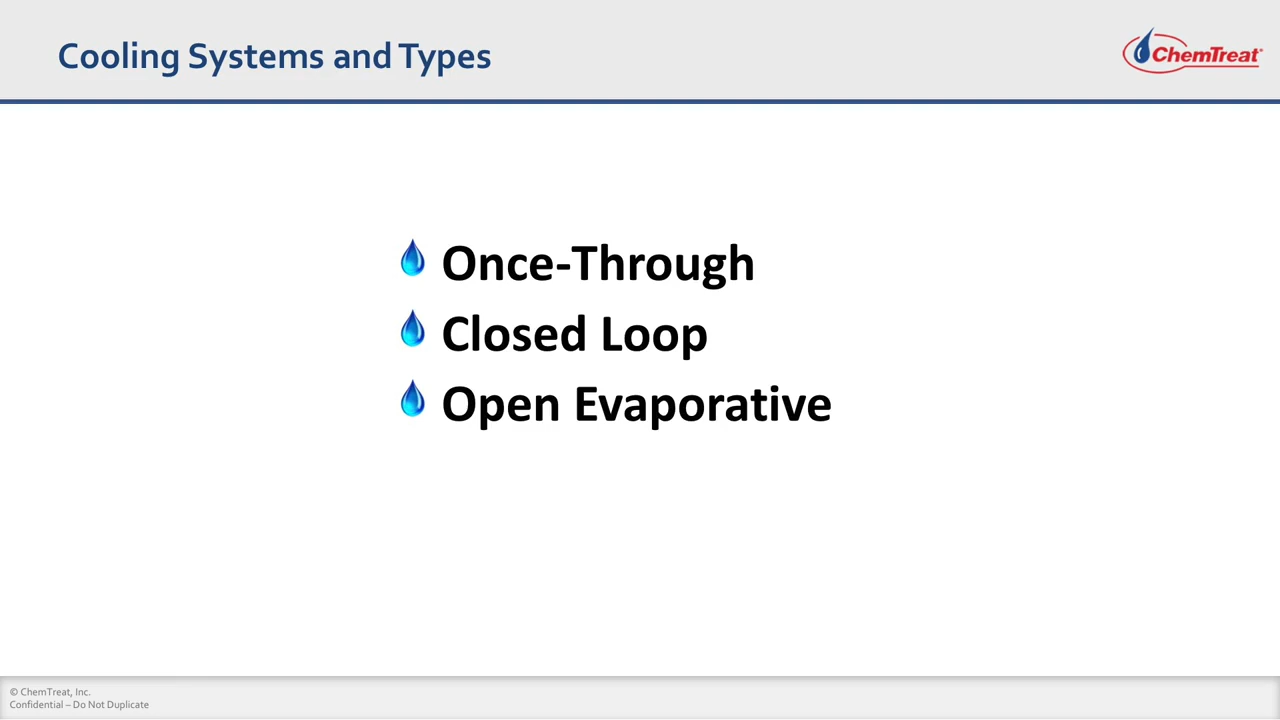 Cooling Systems and Types
ChemTreat®
Once-Through
Closed Loop
Open Evaporative
© ChemTreat, Inc.
Confidential – Do Not Duplicate